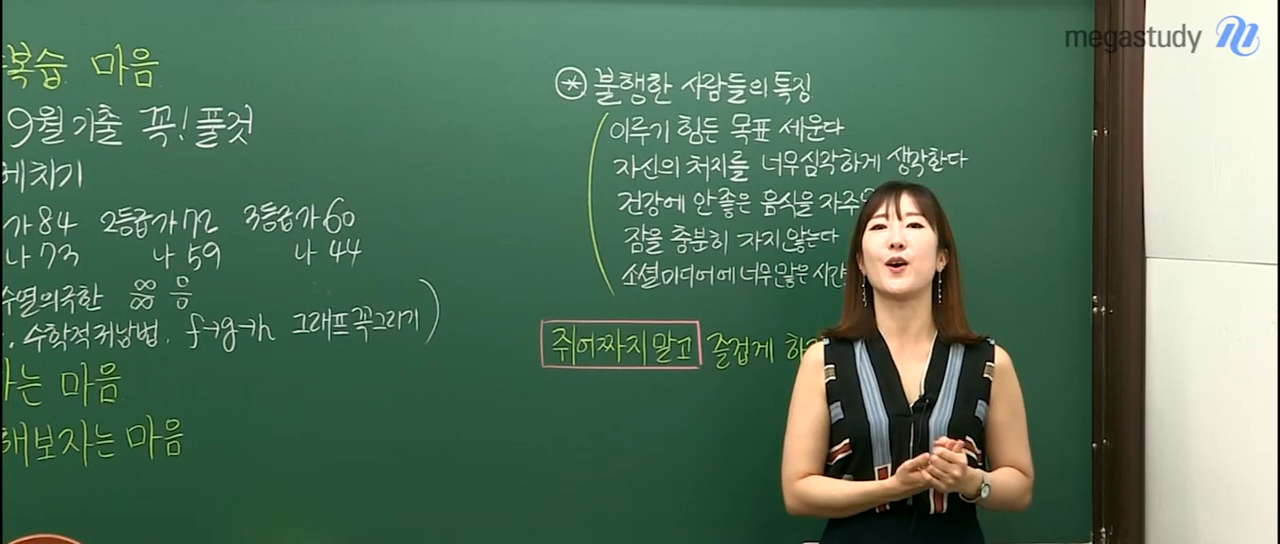 megastudy
복습 마음
9월 기출 꼭! 풀것
헤치기
가 84 2등급 가 72 3등급 가 60
나 73 나 59 나 44
수열의 극한 ∞/∞ 0/0
. 수학적 귀납법. f→g→h 그래프 꼭 그리기 )
는 마음
해보자는 마음
* 불행한 사람들의 특징
이루기 힘든 목표 세운다
자신의 처지를 너무 심각하게 생각한다
건강에 안 좋은 음식을 자주
잠을 충분히 자지 않는다
소셜미디어에 너무 많은 시간
쥐어짜지 말고 즐겁게